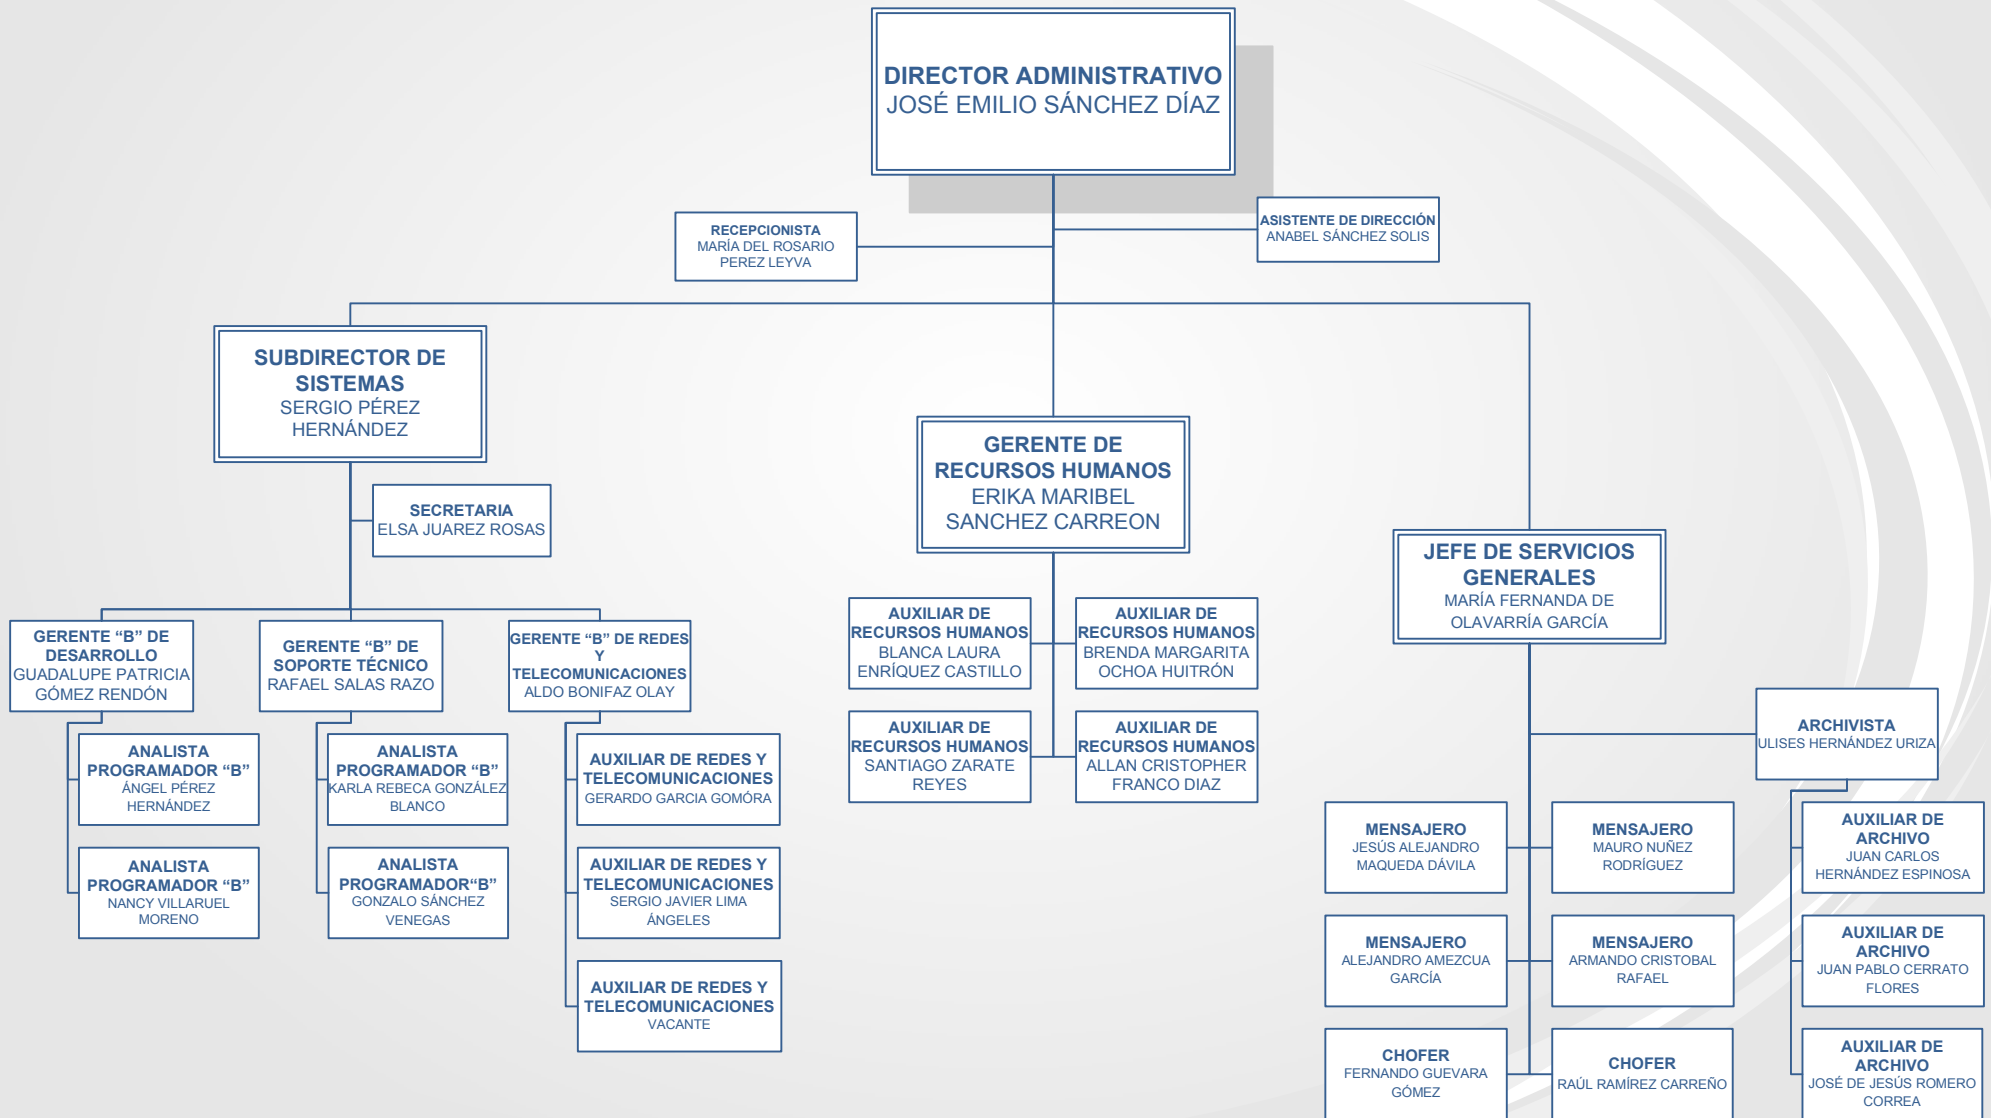 DIRECTOR ADMINISTRATIVO
JOSÉ EMILIO SÁNCHEZ DÍAZ
RECEPCIONISTA
MARÍA DEL ROSARIO
PEREZ LEYVA
ASISTENTE DE DIRECCIÓN
ANABEL SÁNCHEZ SOLIS
SUBDIRECTOR DE
SISTEMAS
SERGIO PÉREZ
HERNÁNDEZ
SECRETARIA
ELSA JUAREZ ROSAS
GERENTE “B” DE
DESARROLLO
GUADALUPE PATRICIA
GÓMEZ RENDÓN
ANALISTA
PROGRAMADOR “B”
ÁNGEL PÉREZ
HERNÁNDEZ
ANALISTA
PROGRAMADOR “B”
NANCY VILLARUEL
MORENO
GERENTE “B” DE
SOPORTE TÉCNICO
RAFAEL SALAS RAZO
ANALISTA
PROGRAMADOR “B”
KARLA REBECA GONZÁLEZ
BLANCO
ANALISTA
PROGRAMADOR“B”
GONZALO SÁNCHEZ
VENEGAS
GERENTE “B” DE REDES
Y
TELECOMUNICACIONES
ALDO BONIFAZ OLAY
AUXILIAR DE REDES Y
TELECOMUNICACIONES
GERARDO GARCIA GOMÓRA
AUXILIAR DE REDES Y
TELECOMUNICACIONES
SERGIO JAVIER LIMA
ÁNGELES
AUXILIAR DE REDES Y
TELECOMUNICACIONES
VACANTE
GERENTE DE
RECURSOS HUMANOS
ERIKA MARIBEL
SANCHEZ CARREON
AUXILIAR DE
RECURSOS HUMANOS
BLANCA LAURA
ENRÍQUEZ CASTILLO
AUXILIAR DE
RECURSOS HUMANOS
BRENDA MARGARITA
OCHOA HUITRÓN
AUXILIAR DE
RECURSOS HUMANOS
SANTIAGO ZARATE
REYES
AUXILIAR DE
RECURSOS HUMANOS
ALLAN CRISTOPHER
FRANCO DIAZ
JEFE DE SERVICIOS
GENERALES
MARÍA FERNANDA DE
OLAVARRÍA GARCÍA
ARCHIVISTA
ULISES HERNÁNDEZ URIZA
MENSAJERO
JESÚS ALEJANDRO
MAQUEDA DÁVILA
MENSAJERO
MAURO NUÑEZ
RODRÍGUEZ
MENSAJERO
ALEJANDRO AMEZCUA
GARCÍA
MENSAJERO
ARMANDO CRISTOBAL
RAFAEL
CHOFER
FERNANDO GUEVARA
GÓMEZ
CHOFER
RAÚL RAMÍREZ CARREÑO
AUXILIAR DE
ARCHIVO
JUAN CARLOS
HERNÁNDEZ ESPINOSA
AUXILIAR DE
ARCHIVO
JUAN PABLO CERRATO
FLORES
AUXILIAR DE
ARCHIVO
JOSÉ DE JESÚS ROMERO
CORREA